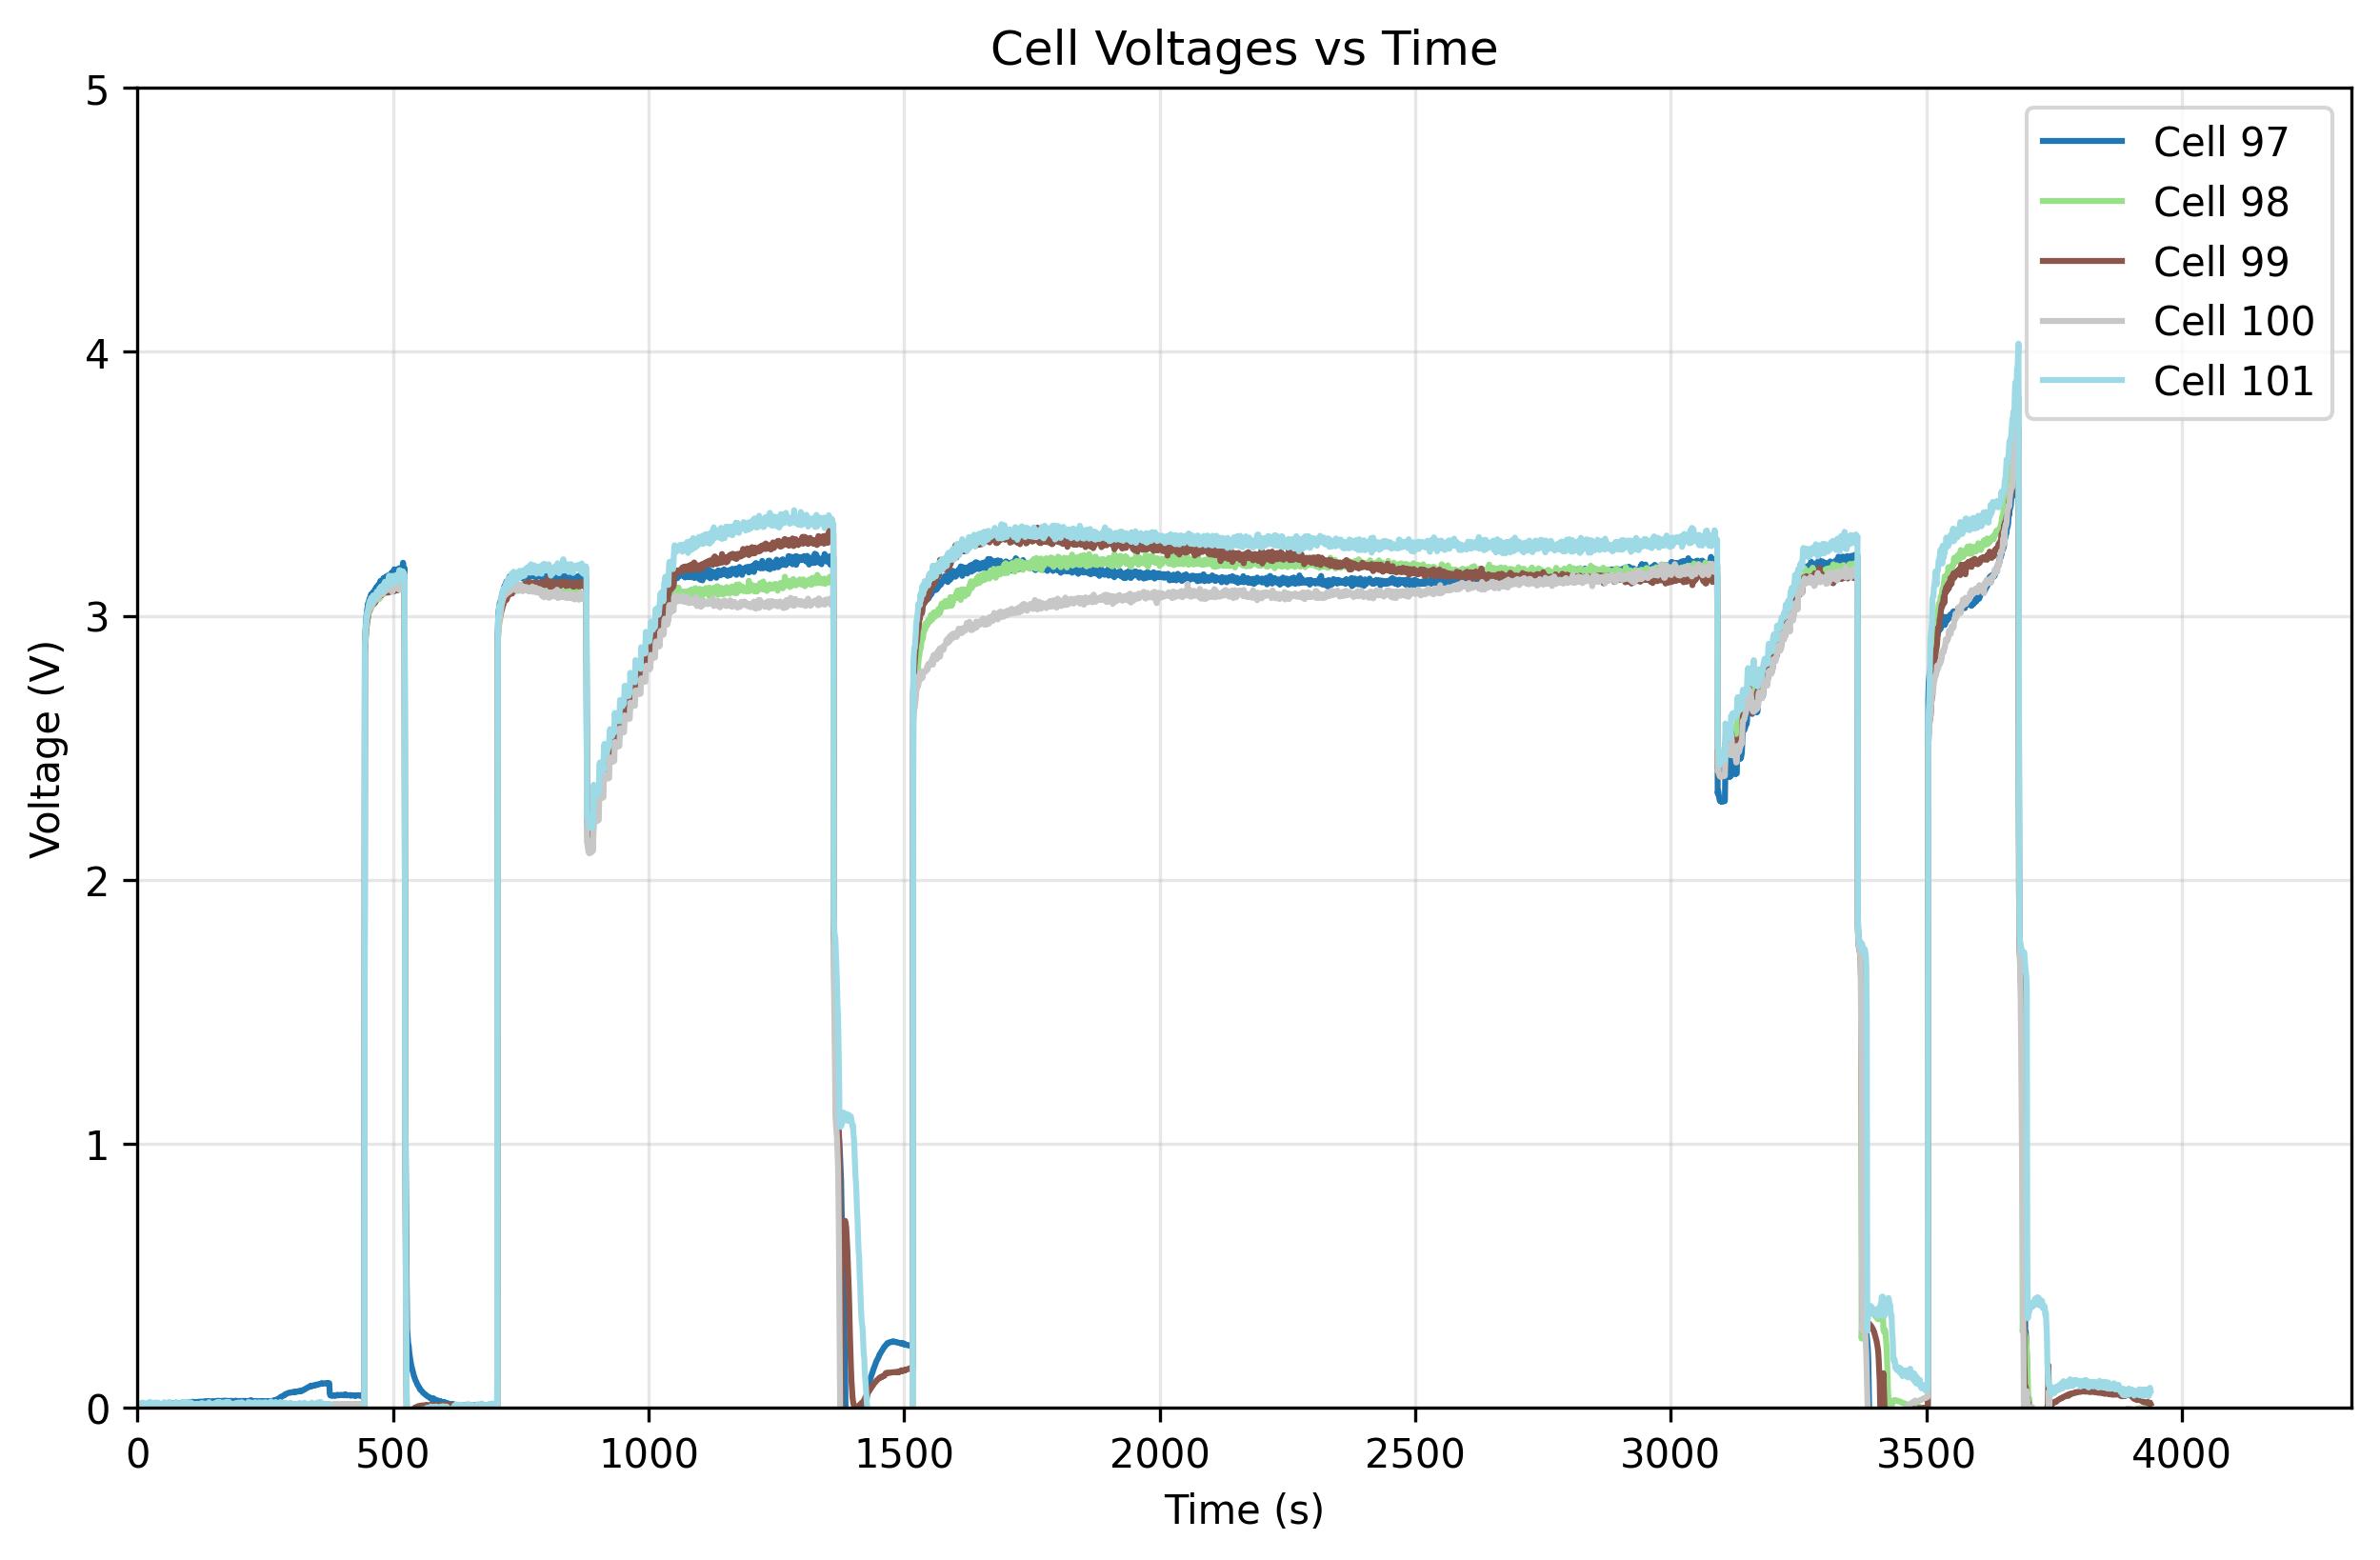 Cell Voltages vs Time
5
4
3
2
1
0
Voltage (V)
0 500 1000 1500 2000 2500 3000 3500 4000
Time (s)
Cell 97
Cell 98
Cell 99
Cell 100
Cell 101